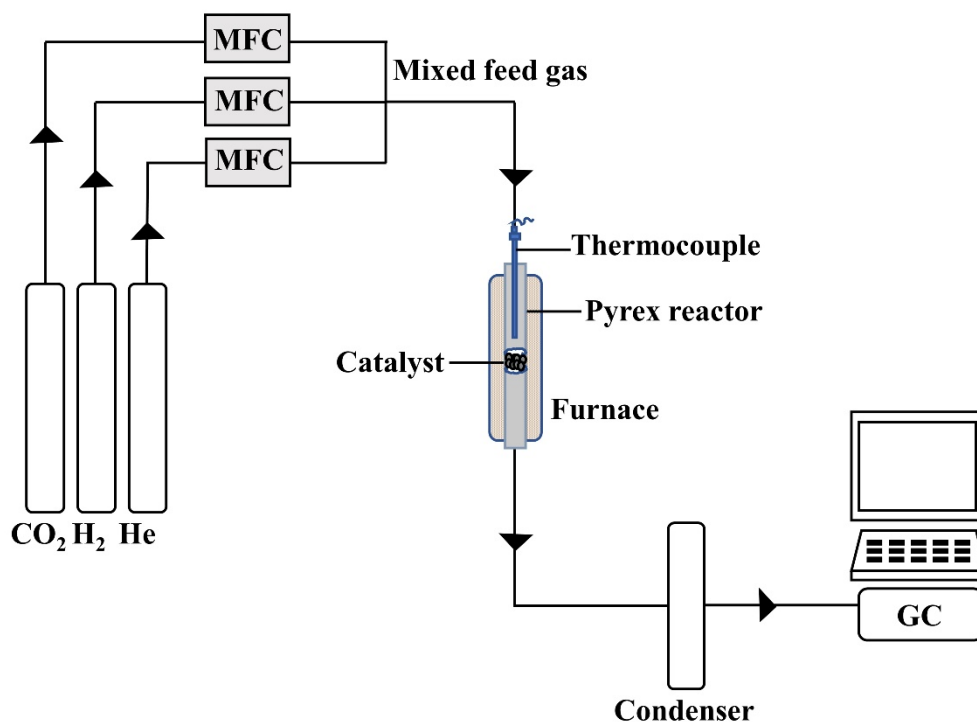 MFC
Mixed feed gas
MFC
MFC
Thermocouple
Pyrex reactor
Catalyst
Furnace
CO₂ H₂ He
GC
Condenser